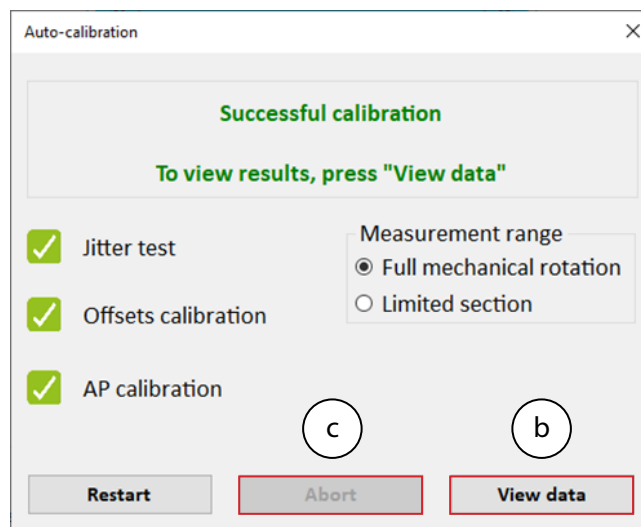 Auto-calibration
Successful calibration
To view results, press "View data"
Jitter test
Offsets calibration
AP calibration
Measurement range
Full mechanical rotation
Limited section
c
b
Restart
Abort
View data